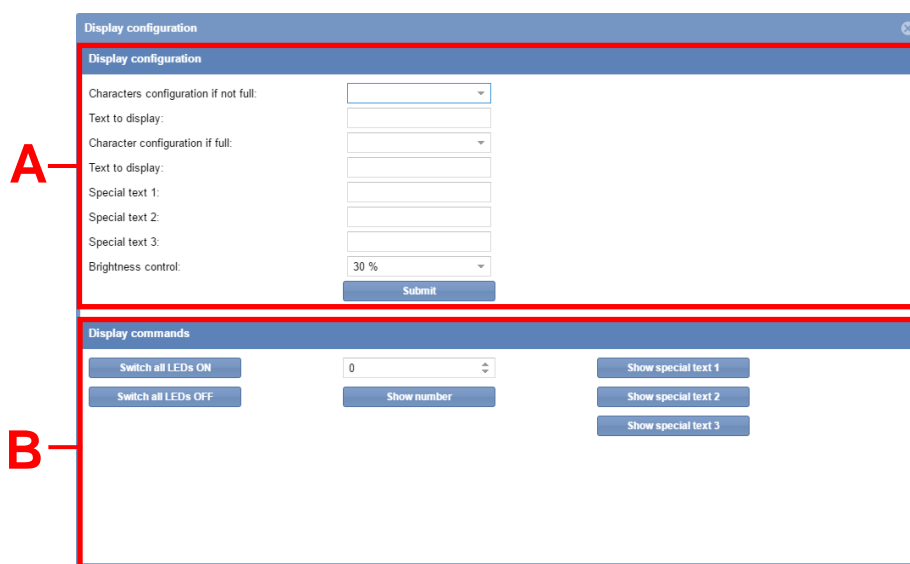 Display configuration
Display configuration
Characters configuration if not full:
Text to display:
Character configuration if full:
Text to display:
Special text 1:
Special text 2:
Special text 3:
Brightness control: 30 %
Submit
A
Display commands
Switch all LEDs ON 0 Show special text 1
Switch all LEDs OFF Show number Show special text 2
Show special text 3
B